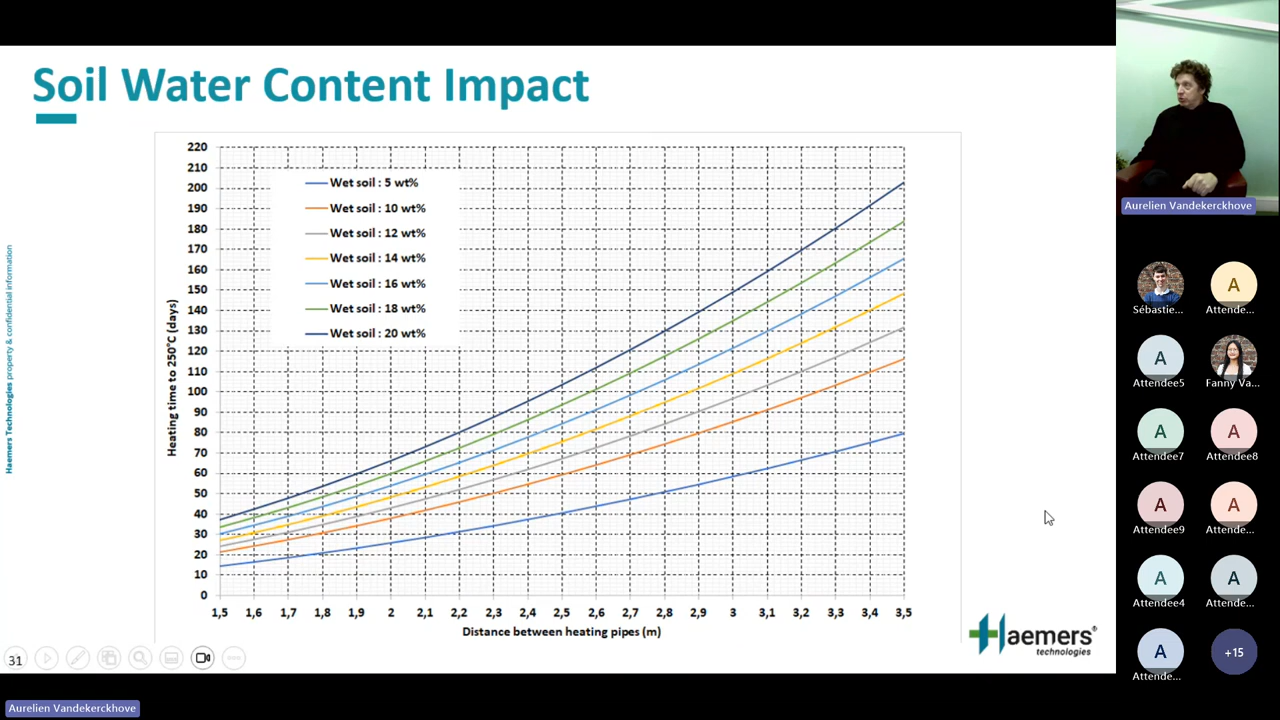 Soil Water Content Impact
220
210
200
190
180
170
160
150
140
130
120
110
100
90
80
70
60
50
40
30
20
10
0
Wet soil : 5 wt%
Wet soil : 10 wt%
Wet soil : 12 wt%
Wet soil : 14 wt%
Wet soil : 16 wt%
Wet soil : 18 wt%
Wet soil : 20 wt%
Heating time to 250°C (days)
1,5 1,6 1,7 1,8 1,9 2 2,1 2,2 2,3 2,4 2,5 2,6 2,7 2,8 2,9 3 3,1 3,2 3,3 3,4 3,5
Distance between heating pipes (m)
Haemers Technologies property & confidential information
Haemers®
technologies
31
Aurelien Vandekerckhove
Aurelien Vandekerckhove
Sébastie...
A
Attende...
A
Attendee5
Fanny Va...
A
Attendee7
A
Attendee8
A
Attendee9
A
Attende...
A
Attendee4
A
Attende...
A
Attende...
+15